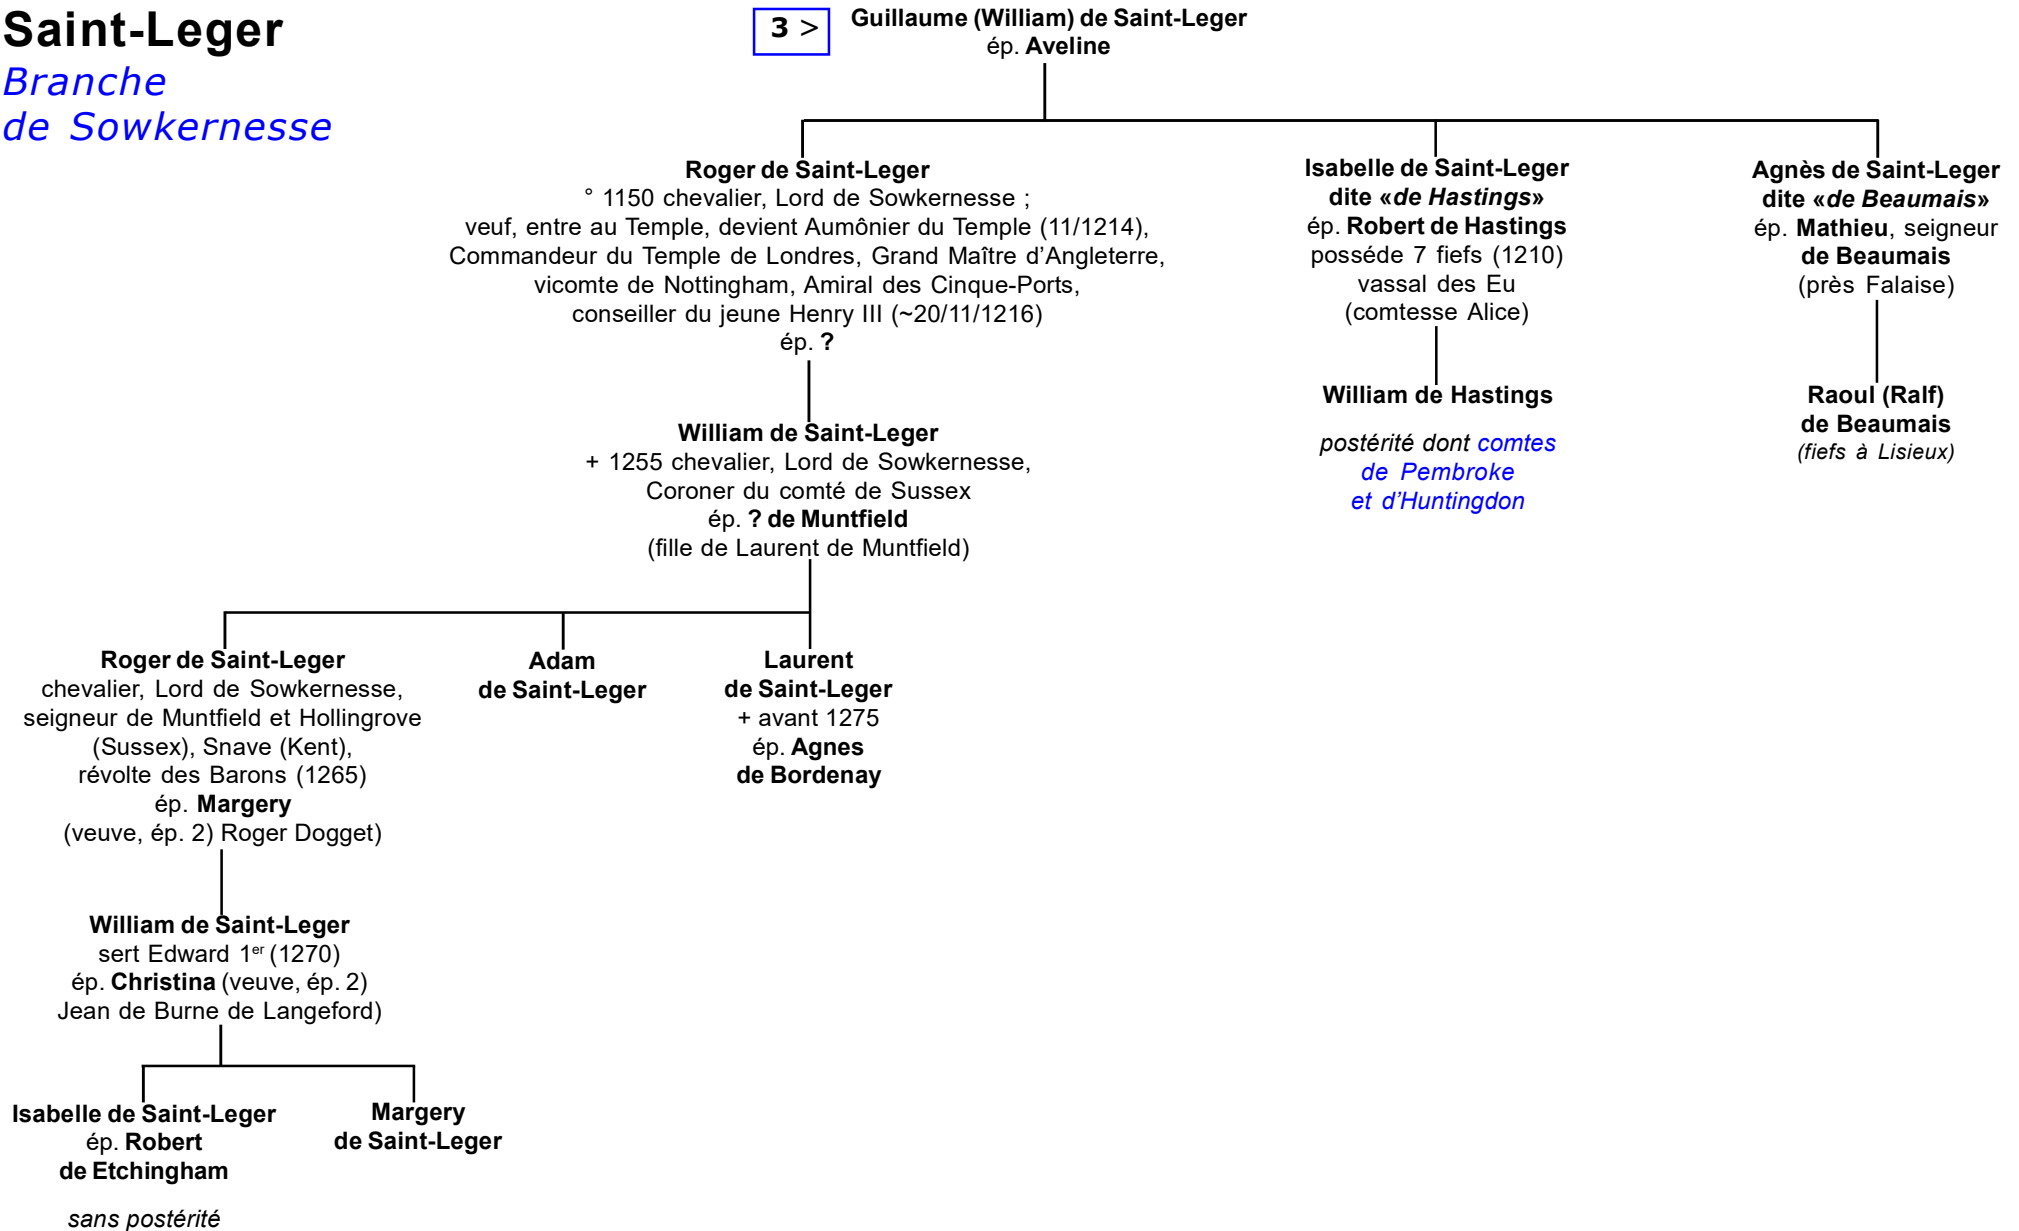 Saint-Leger
Branche
de Sowkernesse
3 >
Guillaume (William) de Saint-Leger
ép. Aveline
Roger de Saint-Leger
° 1150 chevalier, Lord de Sowkernesse ;
veuf, entre au Temple, devient Aumônier du Temple (11/1214),
Commandeur du Temple de Londres, Grand Maître d’Angleterre,
vicomte de Nottingham, Amiral des Cinque-Ports,
conseiller du jeune Henry III (~20/11/1216)
ép. ?
Isabelle de Saint-Leger
dite «de Hastings»
ép. Robert de Hastings
posséde 7 fiefs (1210)
vassal des Eu
(comtesse Alice)
Agnès de Saint-Leger
dite «de Beaumais»
ép. Mathieu, seigneur
de Beaumais
(près Falaise)
William de Saint-Leger
+ 1255 chevalier, Lord de Sowkernesse,
Coroner du comté de Sussex
ép. ? de Muntfield
(fille de Laurent de Muntfield)
William de Hastings
postérité dont comtes
de Pembroke
et d’Huntingdon
Raoul (Ralf)
de Beaumais
(fiefs à Lisieux)
Roger de Saint-Leger
chevalier, Lord de Sowkernesse,
seigneur de Muntfield et Hollingrove
(Sussex), Snave (Kent),
révolte des Barons (1265)
ép. Margery
(veuve, ép. 2) Roger Dogget)
Adam
de Saint-Leger
Laurent
de Saint-Leger
+ avant 1275
ép. Agnes
de Bordenay
William de Saint-Leger
sert Edward 1er (1270)
ép. Christina (veuve, ép. 2)
Jean de Burne de Langeford)
Isabelle de Saint-Leger
ép. Robert
de Etchingham
sans postérité
Margery
de Saint-Leger